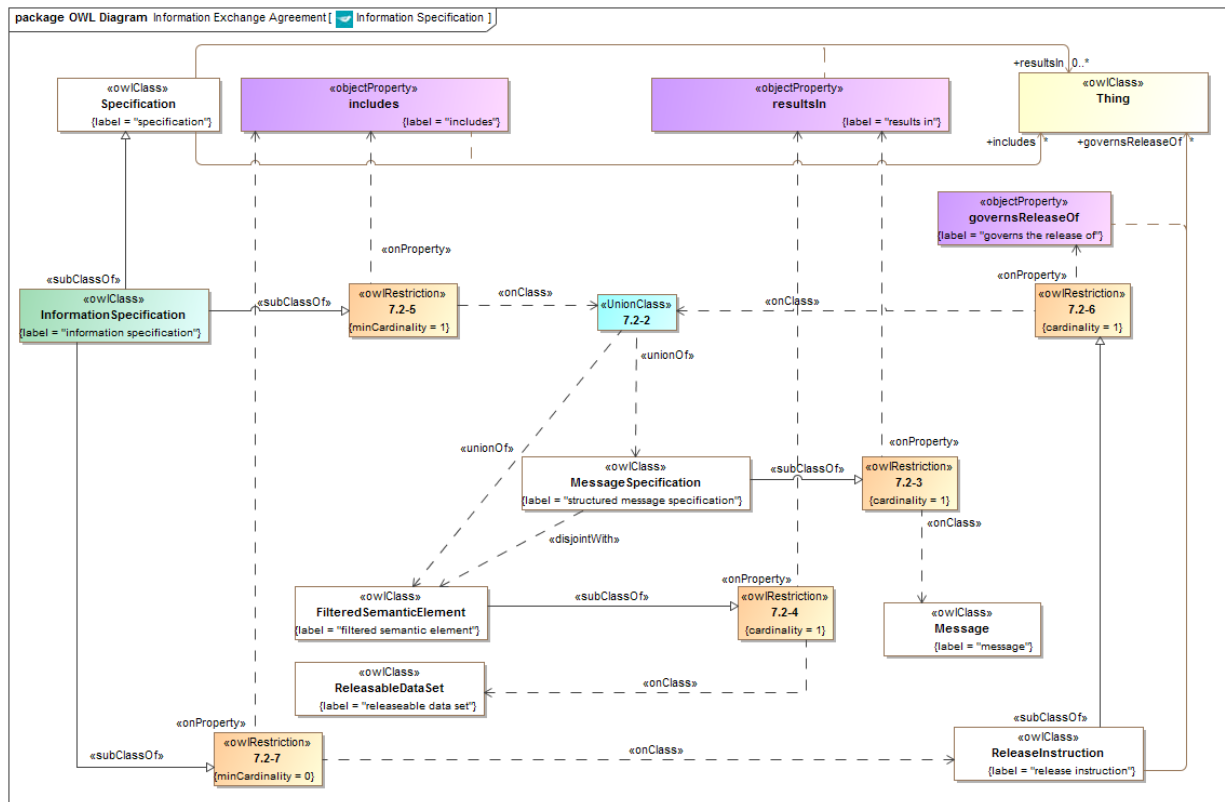 package OWL Diagram Information Exchange Agreement [ Information Specification ]
+resultsIn 0..*
«owlClass»
Specification
{label = "specification"}
«objectProperty»
includes
{label = "includes"}
«objectProperty»
resultsIn
{label = "results in"}
«owlClass»
Thing
+includes *
+governsReleaseOf *
«objectProperty»
governsReleaseOf
{label = "governs the release of"}
«onProperty»
«onProperty»
«subClassOf»
«owlClass»
InformationSpecification
{label = "information specification"}
«subClassOf»
«owlRestriction»
7.2-5
{minCardinality = 1}
«onClass»
«UnionClass»
7.2-2
«onClass»
«owlRestriction»
7.2-6
{cardinality = 1}
«unionOf»
«unionOf»
«onProperty»
«owlClass»
MessageSpecification
{label = "structured message specification"}
«subClassOf»
«owlRestriction»
7.2-3
{cardinality = 1}
«onClass»
«disjointWith»
«onProperty»
«owlClass»
FilteredSemanticElement
{label = "filtered semantic element"}
«subClassOf»
«owlRestriction»
7.2-4
{cardinality = 1}
«owlClass»
Message
{label = "message"}
«owlClass»
ReleasableDataSet
{label = "releaseable data set"}
«onClass»
«onProperty»
«subClassOf»
«subClassOf»
«owlRestriction»
7.2-7
{minCardinality = 0}
«onClass»
«owlClass»
ReleaseInstruction
{label = "release instruction"}